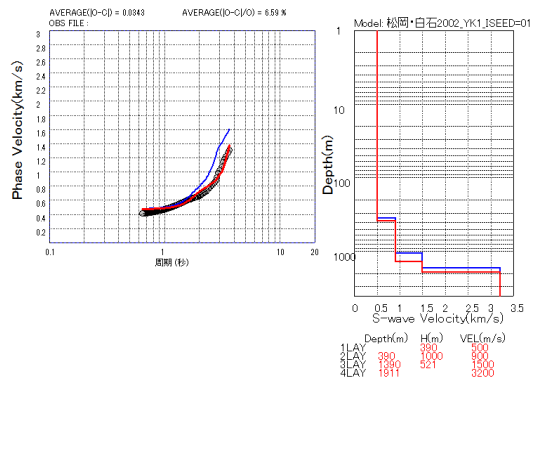 AVERAGE(|O-C|) = 0.0343 AVERAGE(|O-C|/O) = 6.59 %
OBS FILE :
Model: 松岡・白石2002_YK1_ISEED=01
Phase Velocity(km/s)
3
2.8
2.6
2.4
2.2
2
1.8
1.6
1.4
1.2
1
0.8
0.6
0.4
0.2
0.1 1 10 20
周期 (秒)
Depth(m)
1
10
100
1000
0 0.5 1 1.5 2 2.5 3 3.5
S-wave Velocity(km/s)
Depth(m) H(m) VEL(m/s)
1LAY 390 500
2LAY 390 1000 900
3LAY 1390 521 1500
4LAY 1911 3200